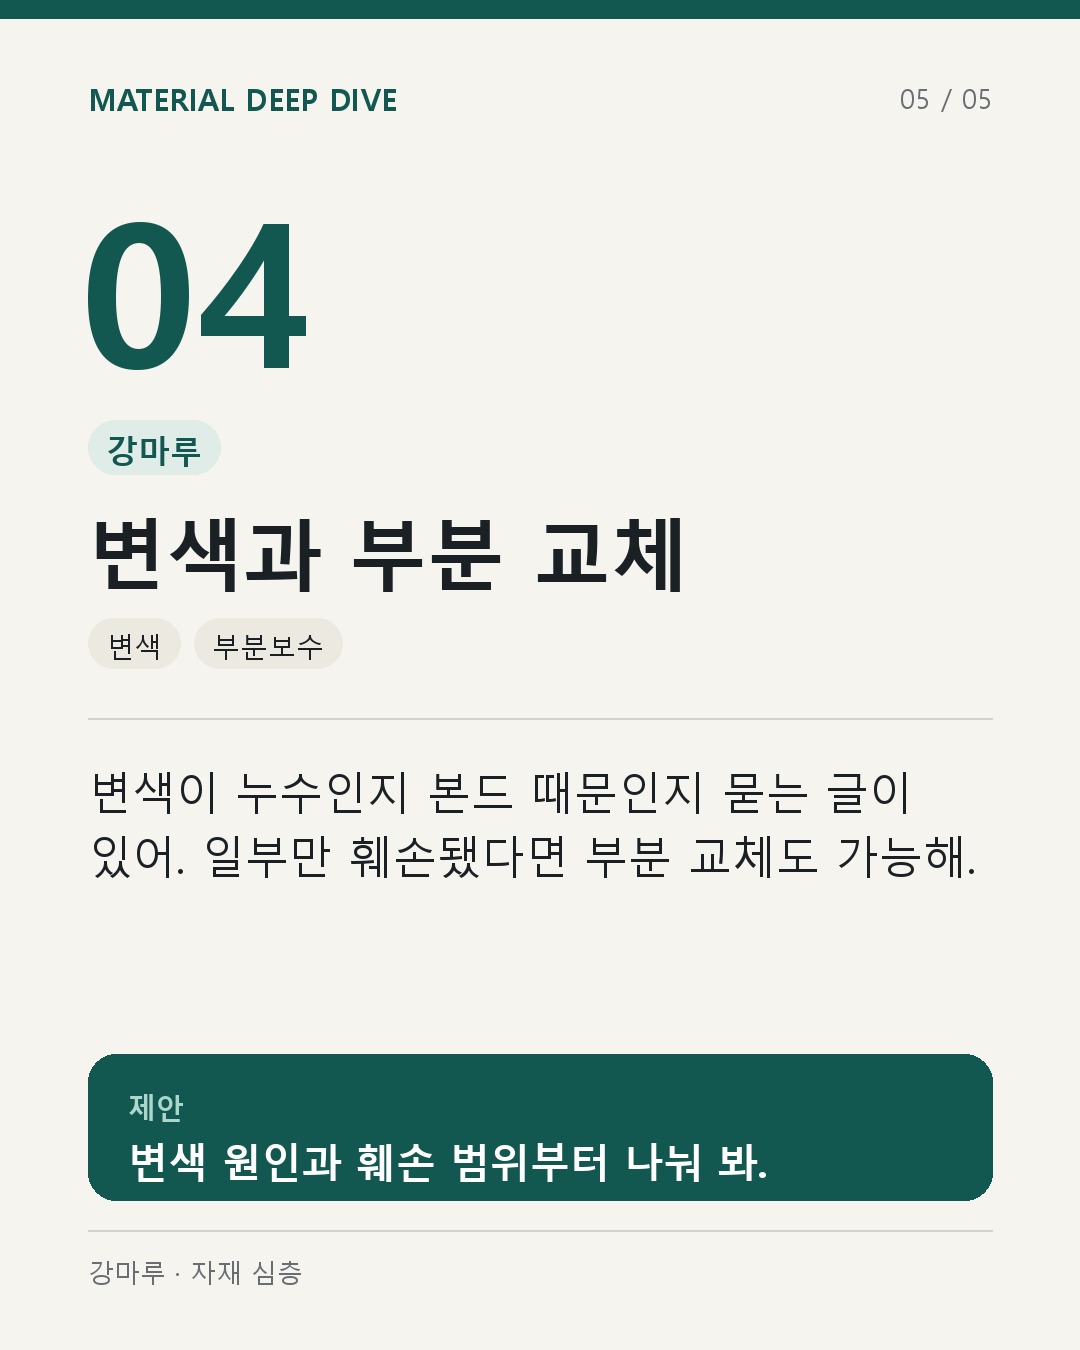 MATERIAL DEEP DIVE
05 / 05
04
강마루
변색과 부분 교체
변색
부분보수
변색이 누수인지 본드 때문인지 묻는 글이
있어. 일부만 훼손됐다면 부분 교체도 가능해.
제안
변색 원인과 훼손 범위부터 나눠 봐.
강마루 · 자재 심층